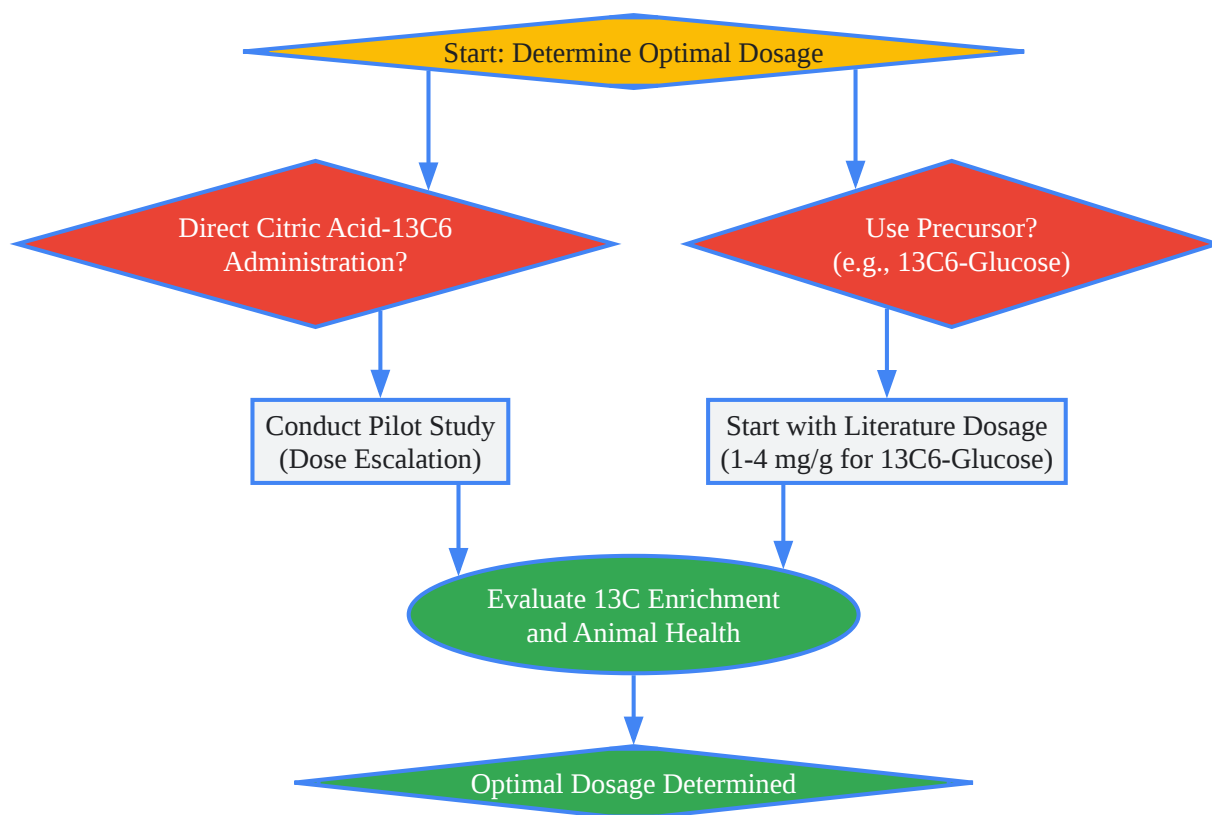 Start: Determine Optimal Dosage
Direct Citric Acid-13C6
Administration?
Use Precursor?
(e.g., 13C6-Glucose)
Conduct Pilot Study
(Dose Escalation)
Start with Literature Dosage
(1-4 mg/g for 13C6-Glucose)
Evaluate 13C Enrichment
and Animal Health
Optimal Dosage Determined